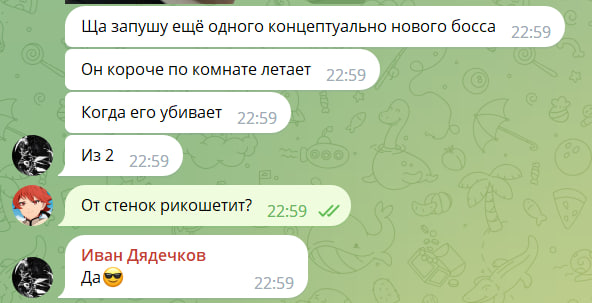 Ща запушу ещё одного концептуально нового босса 22:59
Он короче по комнате летает 22:59
Когда его убивает 22:59
Из 2 22:59
От стенок рикошетит? 22:59
Иван Дядечков
Да😎 22:59